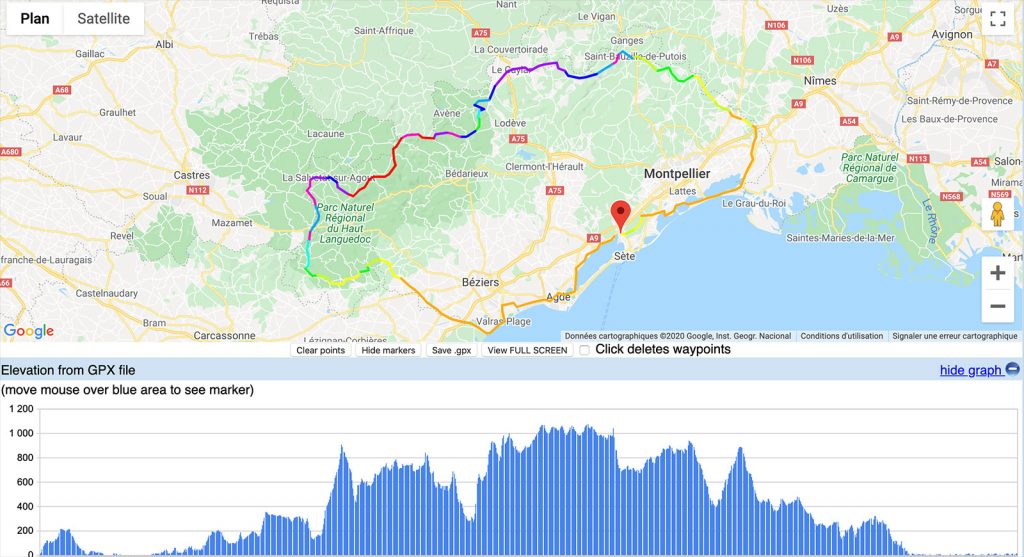 Requista
Nant
Le Vigan
Uzès
Plan
Satellite
Saint-Affrique
N106
A9
Avignon
Albi
Trébas
A75
La Couvertoirade
Ganges
Saint-Bauzille-de-Putois
Gaillac
Le Caylar
N106
A7
Nîmes
A68
Graulhet
Avène
Lodève
Saint-Rémy-de-Provence
Les Baux-de-Provence
A54
Lavaur
Lacaune
A75
A680
Clermont-l'Hérault
Parc Naturel
Régional de
Camargue
N113
A54
Salon-
Castres
La Salvetat-sur-Agout
Bédarieux
Montpellier
N112
A75
Lattes
N568
N569
Mirama
Soual
Parc Naturel
Régional
du Haut
Languedoc
Le Grau-du-Roi
Le Rhône
Mazamet
Revel
A9
Saintes-Maries-de-la-Mer
Sète
franche-de-Lauragais
A66
Béziers
Castelnaudary
Agde
Bram
Valras-Plage
Carcassonne
Lézignan-Corbières
Google
Données cartographiques ©2020 Google, Inst. Geogr. Nacional
Conditions d'utilisation
Signaler une erreur cartographique
Clear points
Hide markers
Save .gpx
View FULL SCREEN
Click deletes waypoints
Elevation from GPX file
hide graph
(move mouse over blue area to see marker)
1 200
1 000
800
600
400
200
0